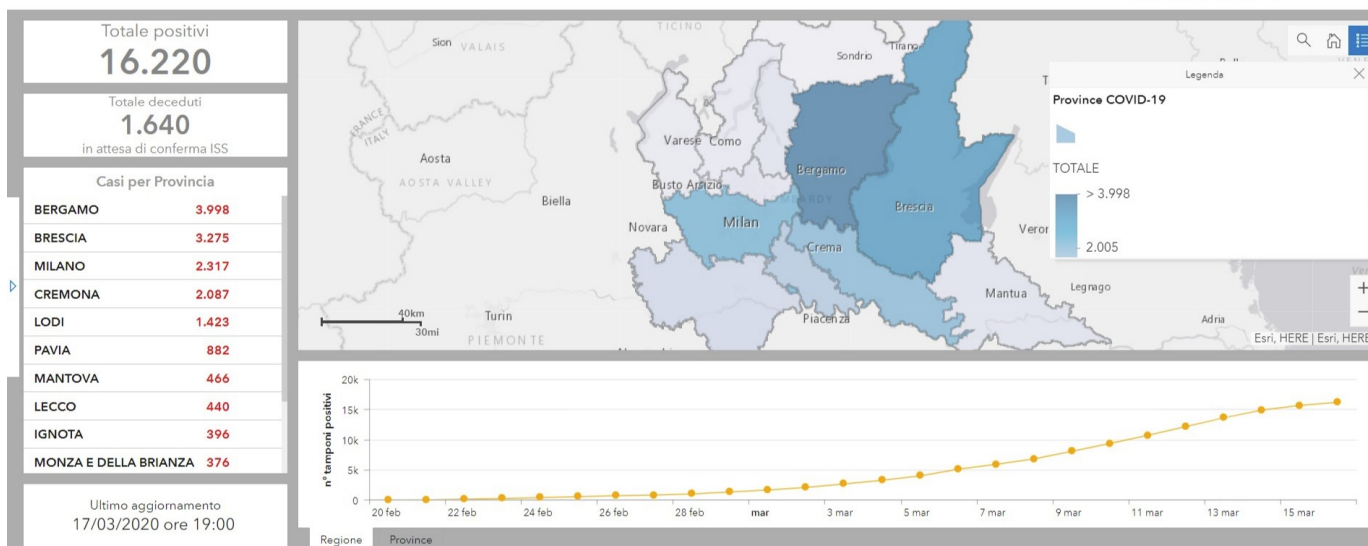 Totale positivi
16.220
Totale deceduti
1.640
in attesa di conferma ISS
Casi per Provincia
BERGAMO 3.998
BRESCIA 3.275
MILANO 2.317
CREMONA 2.087
LODI 1.423
PAVIA 882
MANTOVA 466
LECCO 440
IGNOTA 396
MONZA E DELLA BRIANZA 376
Ultimo aggiornamento
17/03/2020 ore 19:00
TICINO
Sion
VALAIS
Sondrio
Tirano
FRANCE
ITALY
Varese
Como
Aosta
AOSTA VALLEY
Bergamo
Busto Arsizio
Biella
Brescia
Milan
Novara
Crema
Mantua
Legnago
Piacenza
Turin
PIEMONTE
Adria
40km
30mi
Legenda
Province COVID-19
TOTALE
> 3.998
2.005
Esri, HERE | Esri, HERE
n° tamponi positivi
20k
15k
10k
5k
0
20 feb 22 feb 24 feb 26 feb 28 feb mar 3 mar 5 mar 7 mar 9 mar 11 mar 13 mar 15 mar
Regione Province